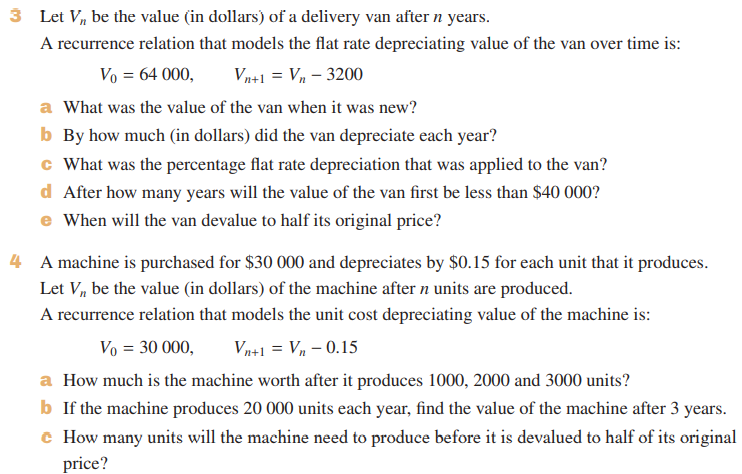 3 Let Vₙ be the value (in dollars) of a delivery van after n years.
A recurrence relation that models the flat rate depreciating value of the van over time is:
V₀ = 64 000, Vₙ₊₁ = Vₙ − 3200
a What was the value of the van when it was new?
b By how much (in dollars) did the van depreciate each year?
c What was the percentage flat rate depreciation that was applied to the van?
d After how many years will the value of the van first be less than $40 000?
e When will the van devalue to half its original price?
4 A machine is purchased for $30 000 and depreciates by $0.15 for each unit that it produces.
Let Vₙ be the value (in dollars) of the machine after n units are produced.
A recurrence relation that models the unit cost depreciating value of the machine is:
V₀ = 30 000, Vₙ₊₁ = Vₙ − 0.15
a How much is the machine worth after it produces 1000, 2000 and 3000 units?
b If the machine produces 20 000 units each year, find the value of the machine after 3 years.
c How many units will the machine need to produce before it is devalued to half of its original
price?